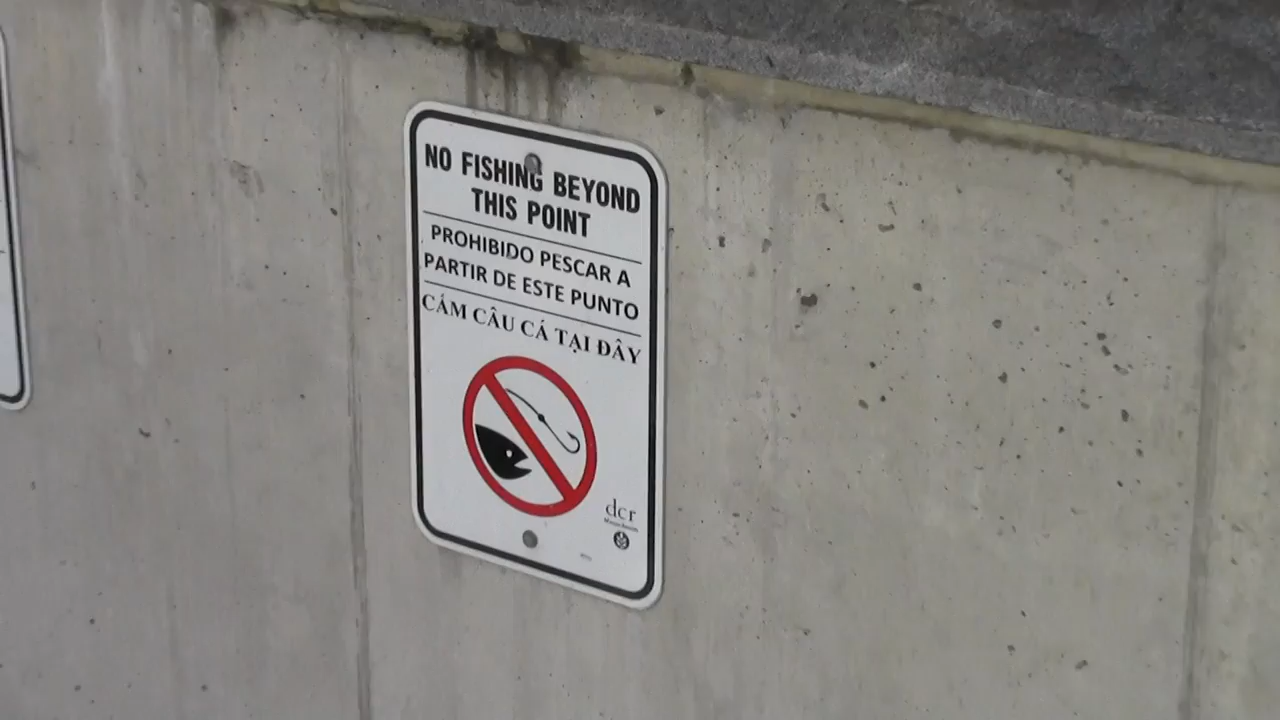 NO FISHING BEYOND
THIS POINT
PROHIBIDO PESCAR A
PARTIR DE ESTE PUNTO
CẤM CÂU CÁ TẠI ĐÂY
dcr